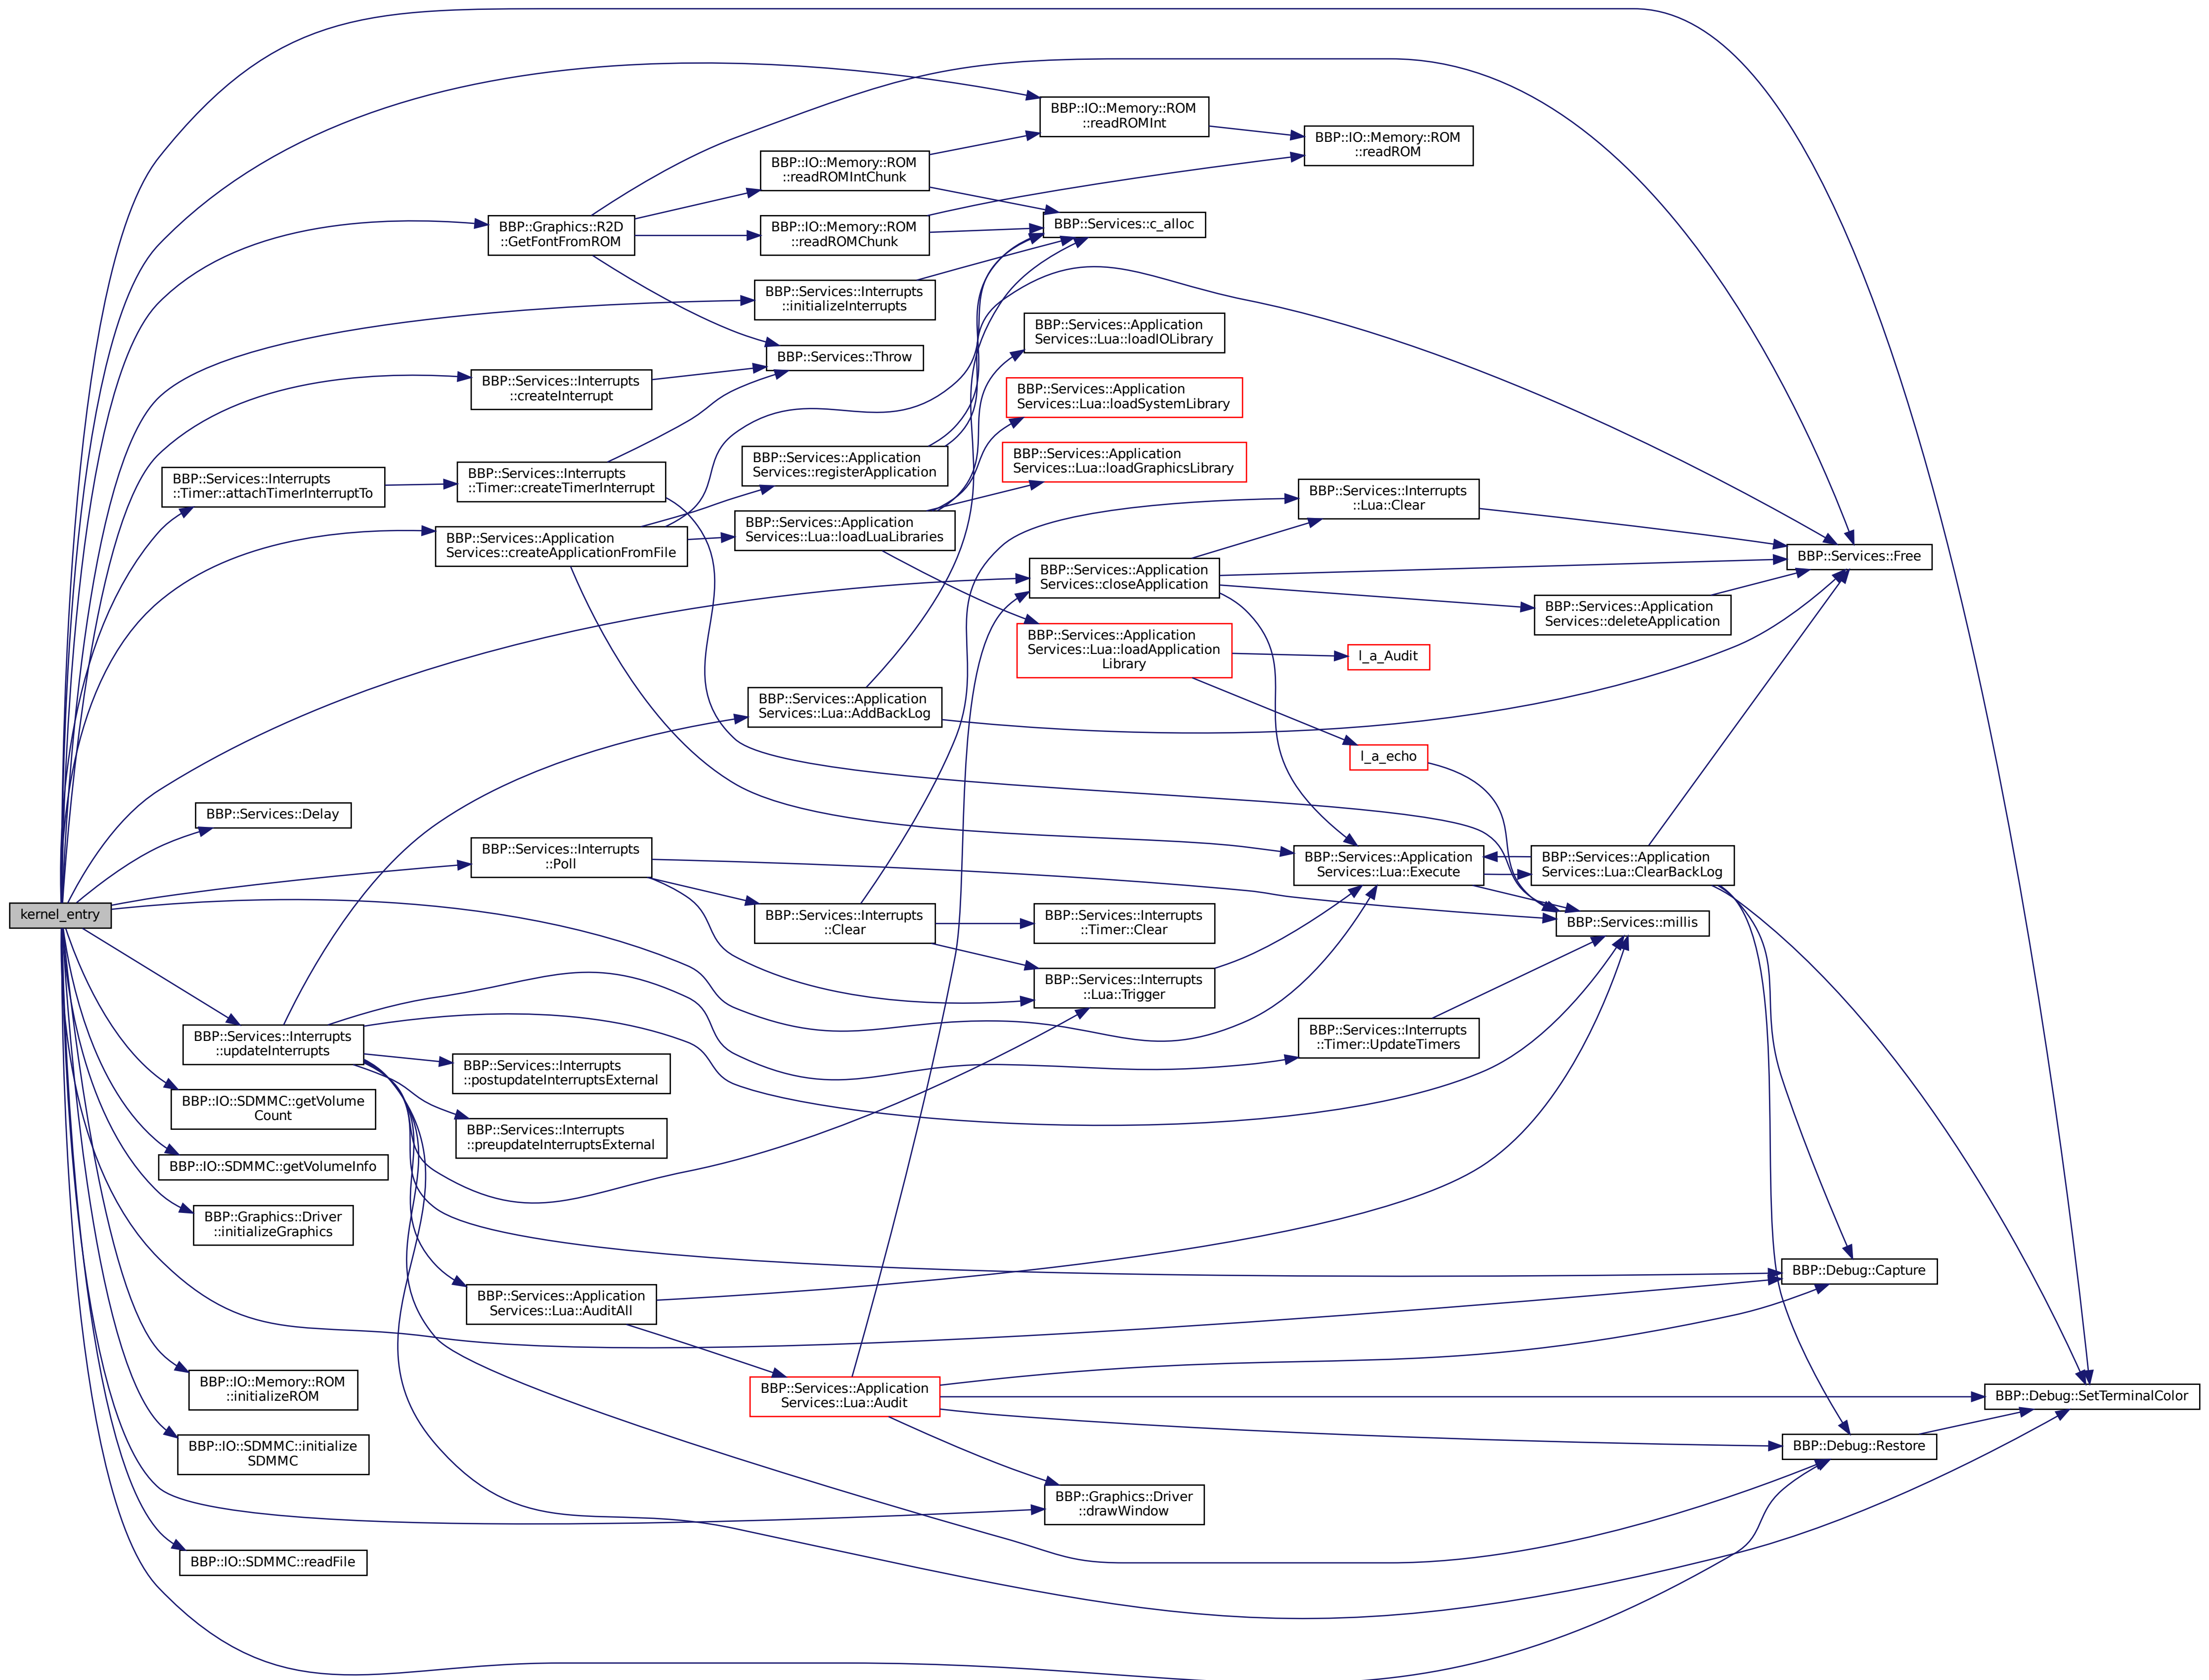 kernel_entry
BBP::Services::Interrupts
::Timer::attachTimerInterruptTo
BBP::Services::Delay
BBP::Services::Interrupts
::updateInterrupts
BBP::IO::SDMMC::getVolume
Count
BBP::IO::SDMMC::getVolumeInfo
BBP::Graphics::Driver
::initializeGraphics
BBP::IO::Memory::ROM
::initializeROM
BBP::IO::SDMMC::initialize
SDMMC
BBP::IO::SDMMC::readFile
BBP::Graphics::R2D
::GetFontFromROM
BBP::Services::Interrupts
::createInterrupt
BBP::Services::Interrupts
::Timer::createTimerInterrupt
BBP::Services::Application
Services::createApplicationFromFile
BBP::Services::Interrupts
::Poll
BBP::Services::Interrupts
::postupdateInterruptsExternal
BBP::Services::Interrupts
::preupdateInterruptsExternal
BBP::Services::Application
Services::Lua::AuditAll
BBP::IO::Memory::ROM
::readROMIntChunk
BBP::IO::Memory::ROM
::readROMChunk
BBP::Services::Interrupts
::initializeInterrupts
BBP::Services::Throw
BBP::Services::Application
Services::registerApplication
BBP::Services::Application
Services::Lua::loadLuaLibraries
BBP::Services::Application
Services::Lua::AddBackLog
BBP::Services::Interrupts
::Clear
BBP::Services::Application
Services::Lua::Audit
BBP::IO::Memory::ROM
::readROMInt
BBP::Services::c_alloc
BBP::Services::Application
Services::Lua::loadIOLibrary
BBP::Services::Application
Services::Lua::loadSystemLibrary
BBP::Services::Application
Services::Lua::loadGraphicsLibrary
BBP::Services::Application
Services::closeApplication
BBP::Services::Application
Services::Lua::loadApplication
Library
BBP::Services::Interrupts
::Timer::Clear
BBP::Services::Interrupts
::Lua::Trigger
BBP::Graphics::Driver
::drawWindow
BBP::IO::Memory::ROM
::readROM
BBP::Services::Interrupts
::Lua::Clear
l_a_Audit
l_a_echo
BBP::Services::Application
Services::Lua::Execute
BBP::Services::Interrupts
::Timer::UpdateTimers
BBP::Services::Application
Services::deleteApplication
BBP::Services::Application
Services::Lua::ClearBackLog
BBP::Services::millis
BBP::Services::Free
BBP::Debug::Capture
BBP::Debug::Restore
BBP::Debug::SetTerminalColor